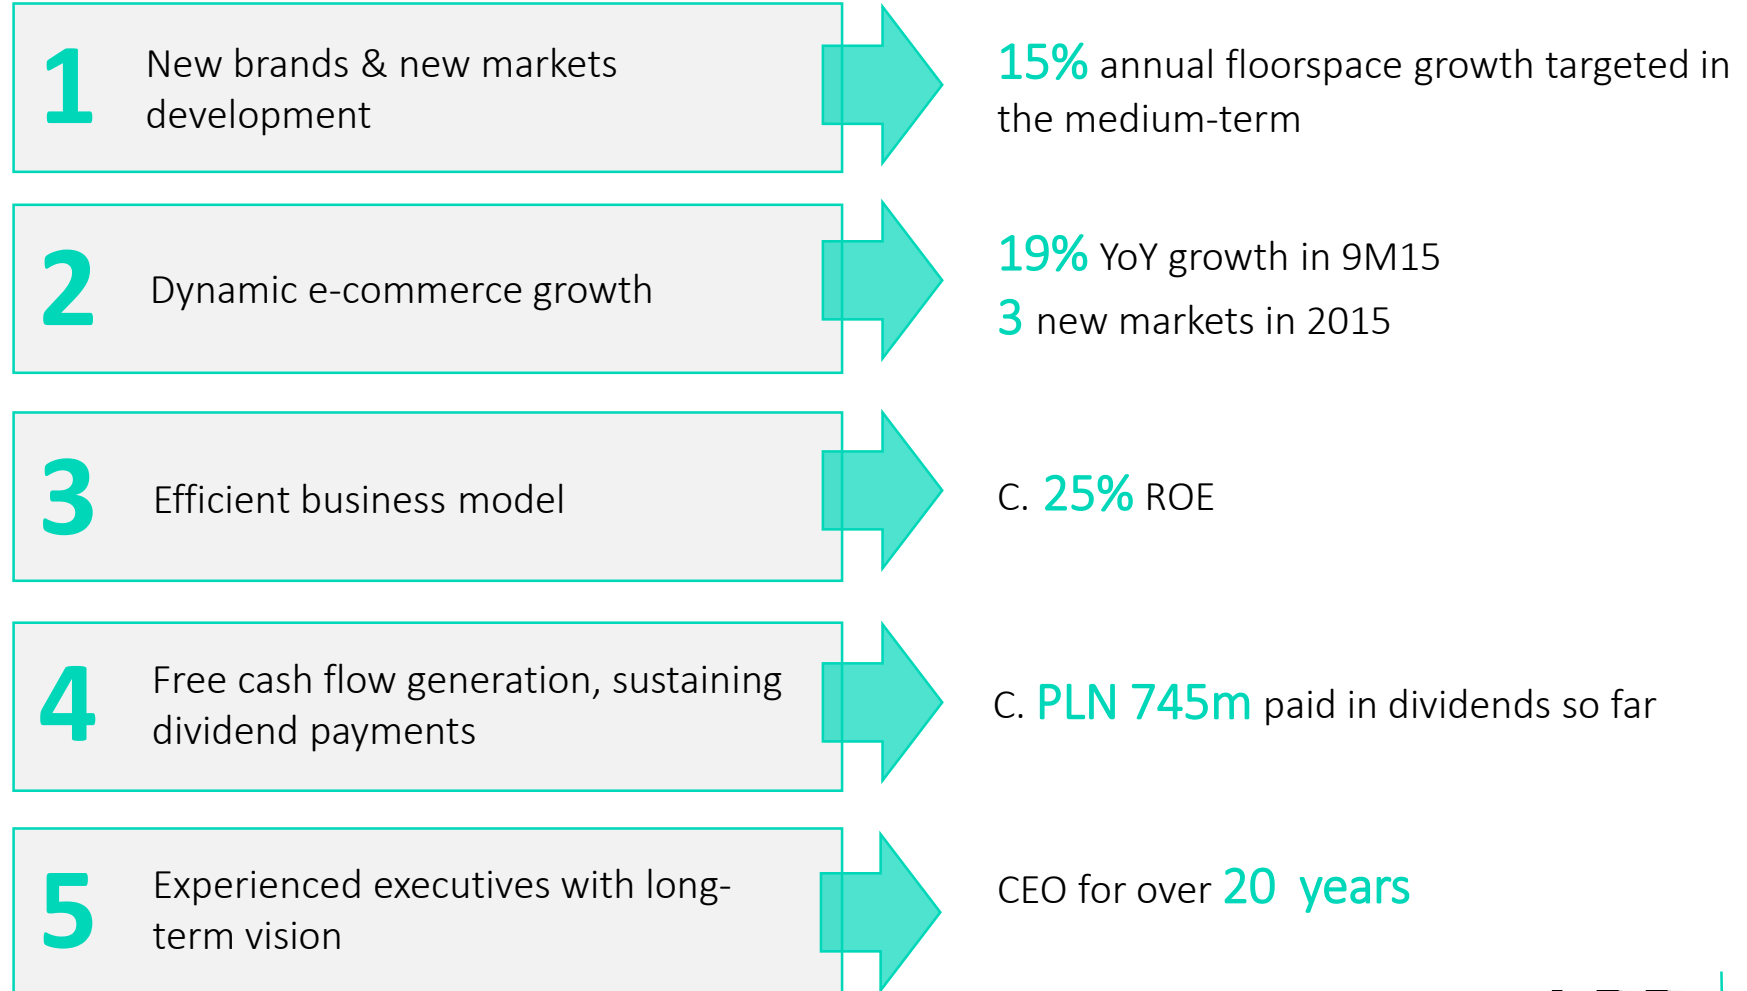 1
New brands & new markets
development
15% annual floorspace growth targeted in
the medium-term
2
Dynamic e-commerce growth
19% YoY growth in 9M15
3 new markets in 2015
3
Efficient business model
C. 25% ROE
4
Free cash flow generation, sustaining
dividend payments
C. PLN 745m paid in dividends so far
5
Experienced executives with long-
term vision
CEO for over 20 years